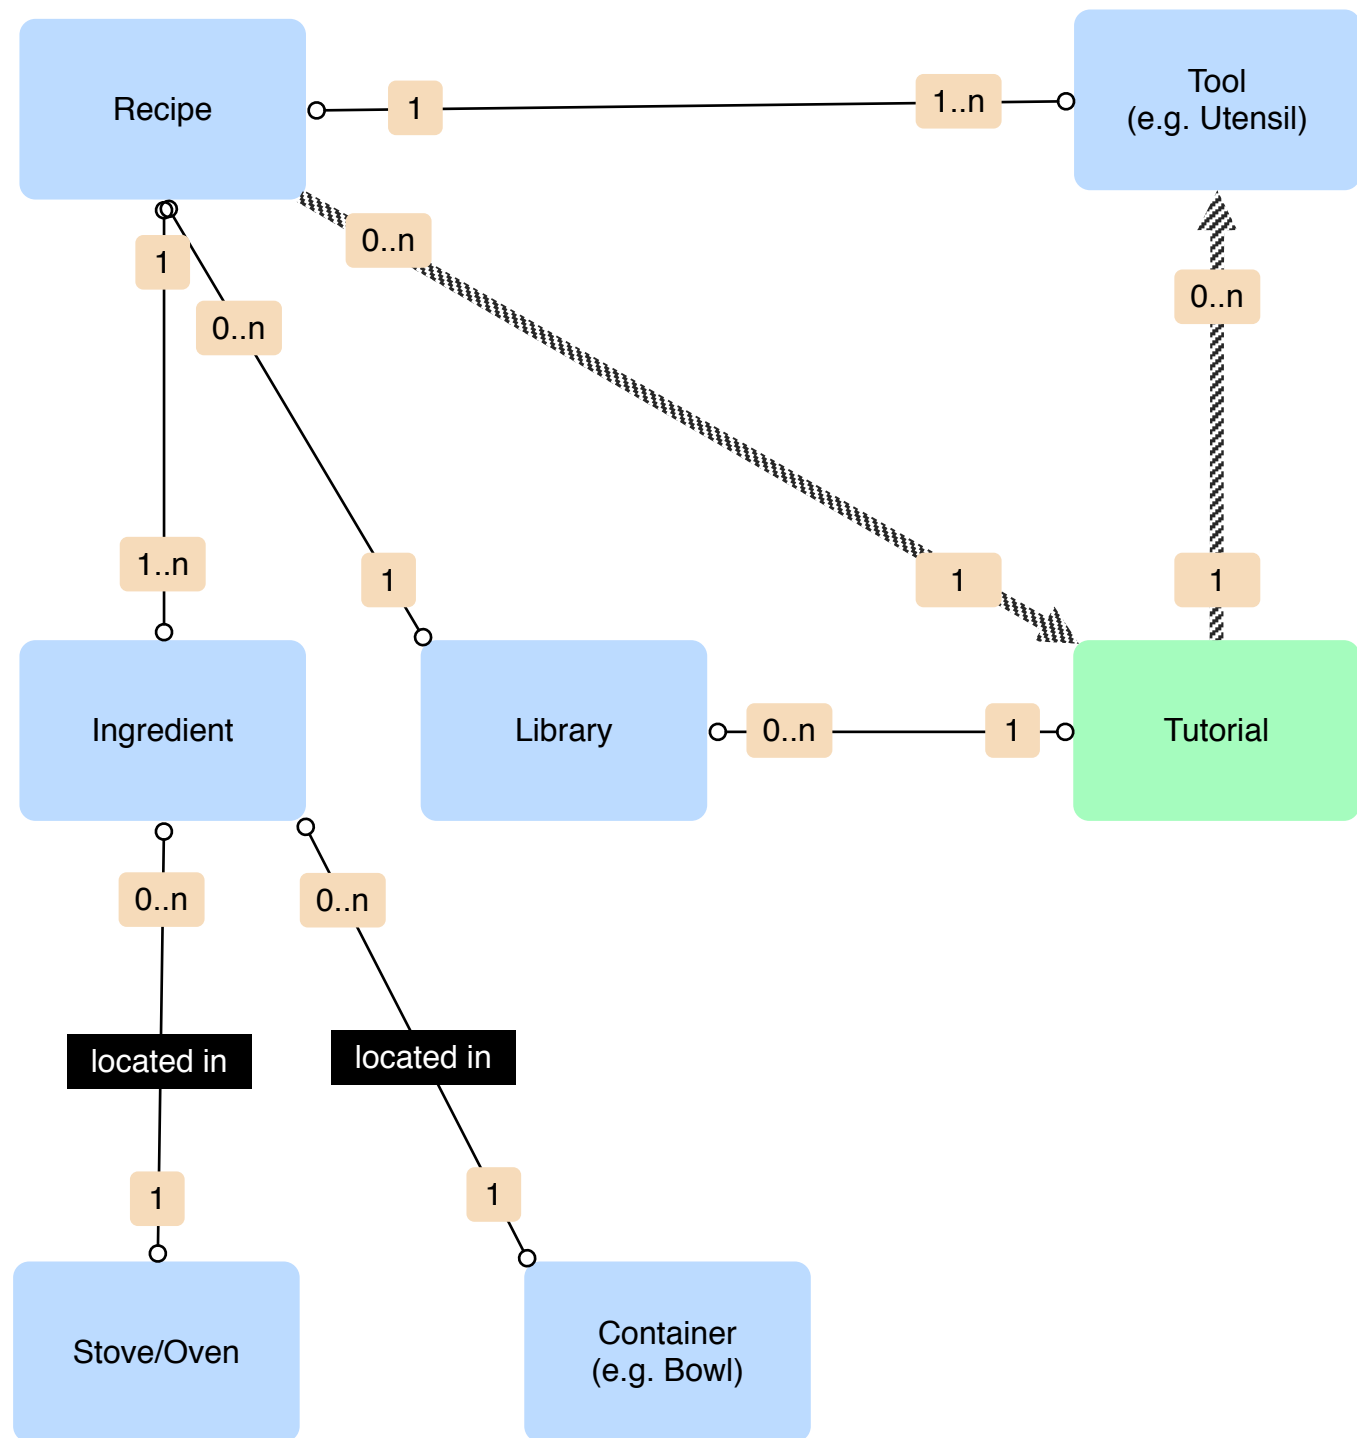 Recipe
1
1..n
Tool
(e.g. Utensil)
1
0..n
0..n
0..n
1..n
1
1
1
Ingredient
Library
0..n
1
Tutorial
0..n
0..n
located in
located in
1
1
Stove/Oven
Container
(e.g. Bowl)